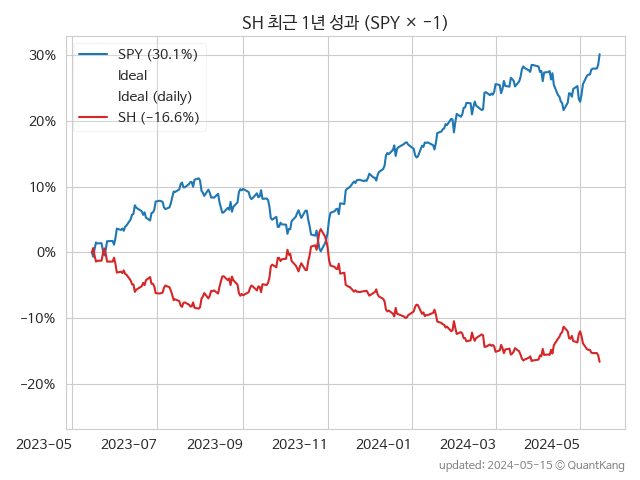 SH 최근 1년 성과 (SPY × −1)
SPY (30.1%)
Ideal
Ideal (daily)
SH (−16.6%)
30%
20%
10%
0%
−10%
−20%
2023-05 2023-07 2023-09 2023-11 2024-01 2024-03 2024-05
updated: 2024-05-15 © QuantKang